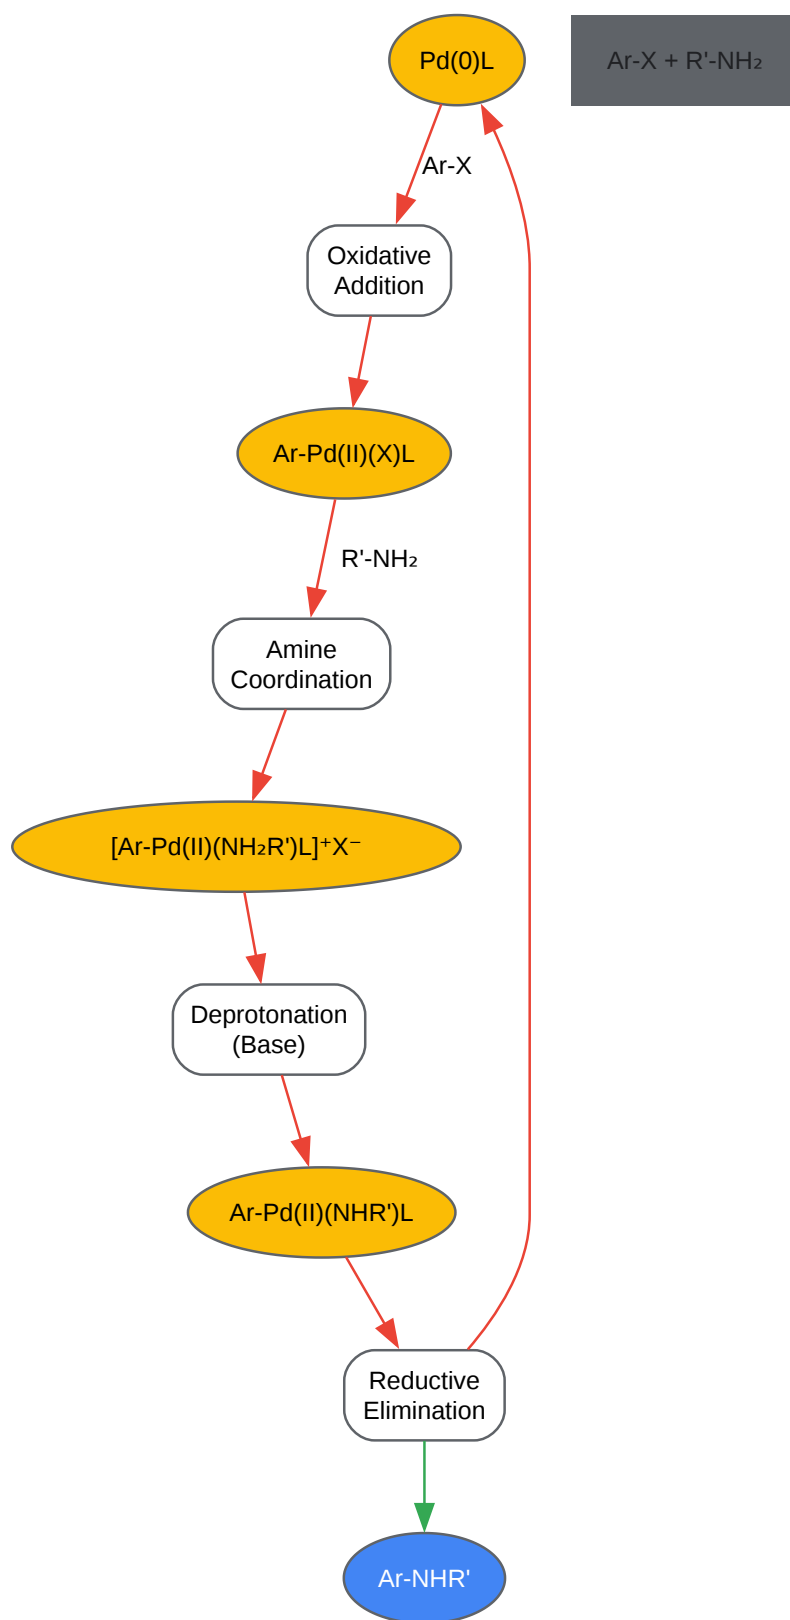 Pd(0)L
Ar-X + R'-NH₂
Ar-X
Oxidative
Addition
Ar-Pd(II)(X)L
R'-NH₂
Amine
Coordination
[Ar-Pd(II)(NH₂R')L]⁺X⁻
Deprotonation
(Base)
Ar-Pd(II)(NHR')L
Reductive
Elimination
Ar-NHR'